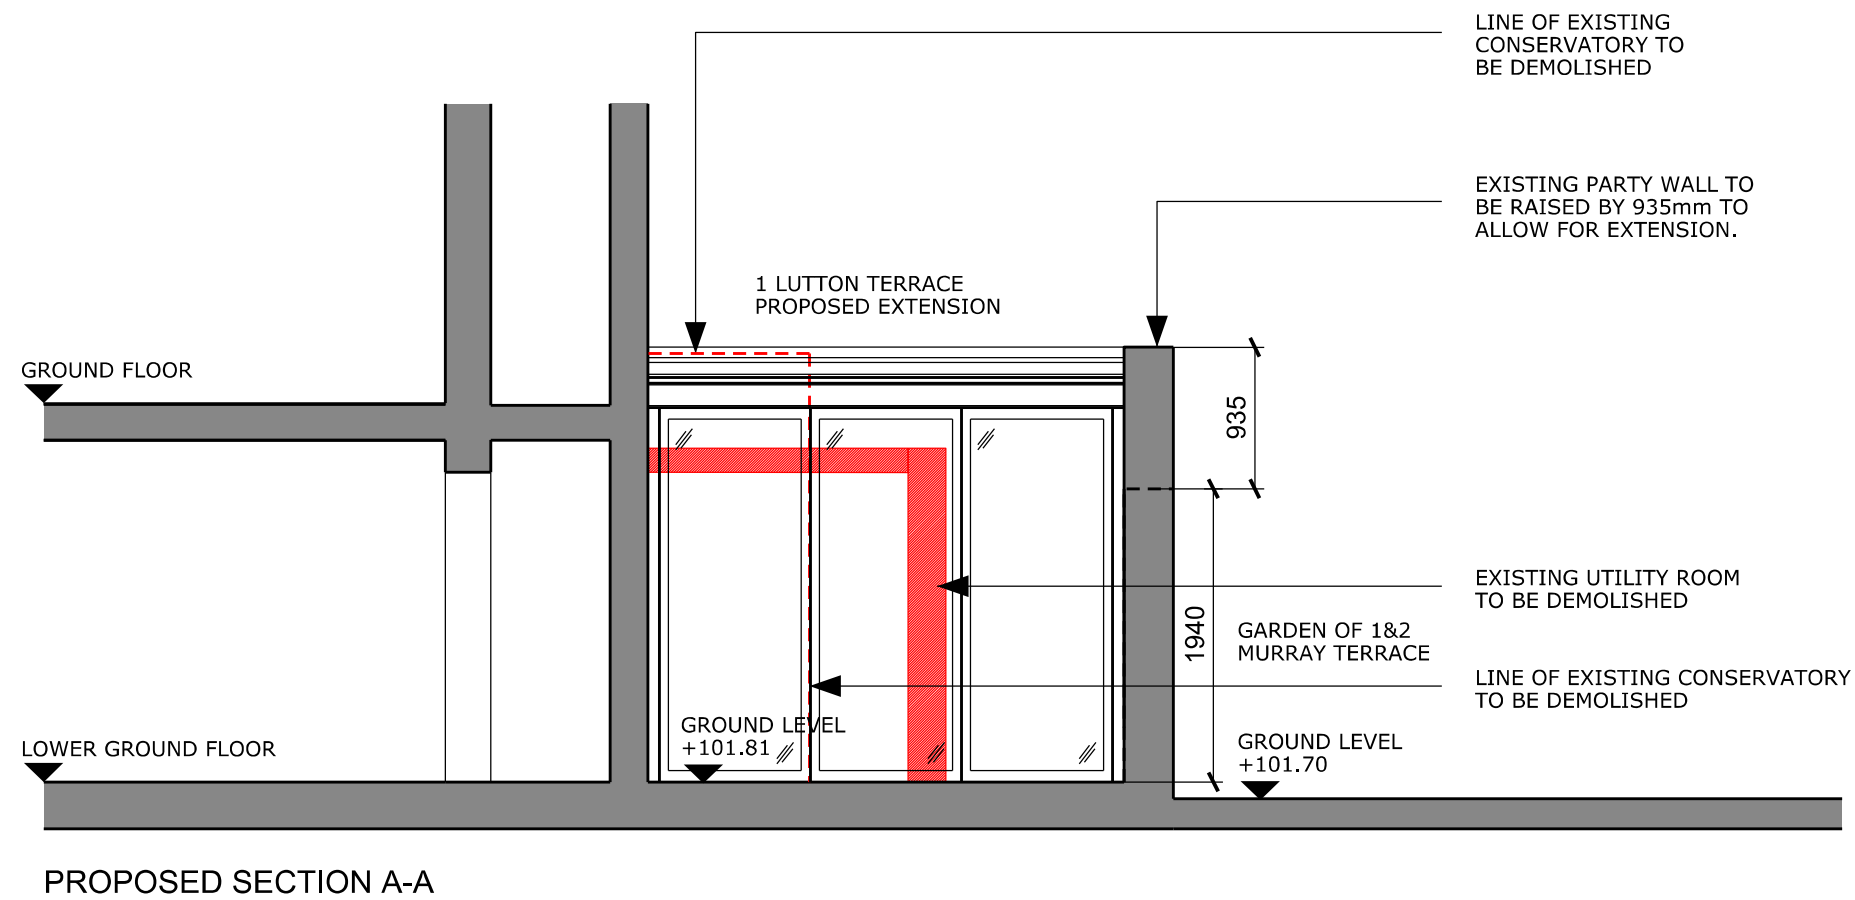 LINE OF EXISTING
CONSERVATORY TO
BE DEMOLISHED
EXISTING PARTY WALL TO
BE RAISED BY 935mm TO
ALLOW FOR EXTENSION.
1 LUTTON TERRACE
PROPOSED EXTENSION
GROUND FLOOR
935
EXISTING UTILITY ROOM
TO BE DEMOLISHED
1940
GARDEN OF 1&2
MURRAY TERRACE
LINE OF EXISTING CONSERVATORY
TO BE DEMOLISHED
GROUND LEVEL
+101.81
LOWER GROUND FLOOR
GROUND LEVEL
+101.70
PROPOSED SECTION A-A